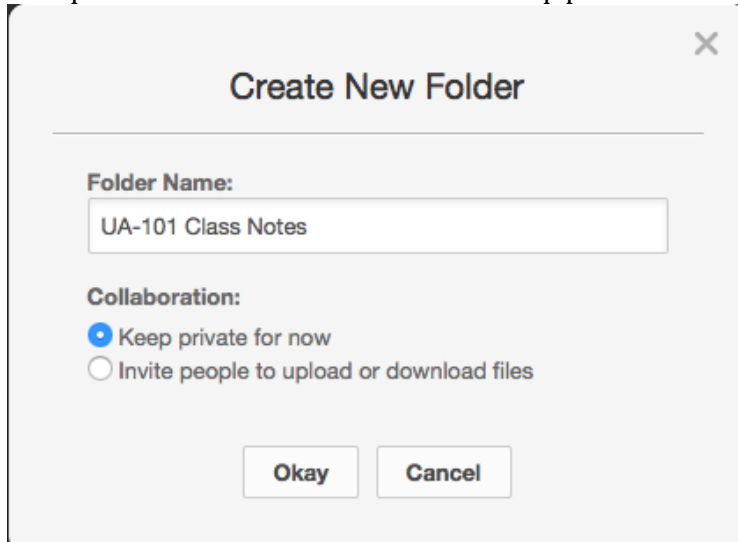 Create New Folder
Folder Name:
UA-101 Class Notes
Collaboration:
Keep private for now
Invite people to upload or download files
Okay Cancel